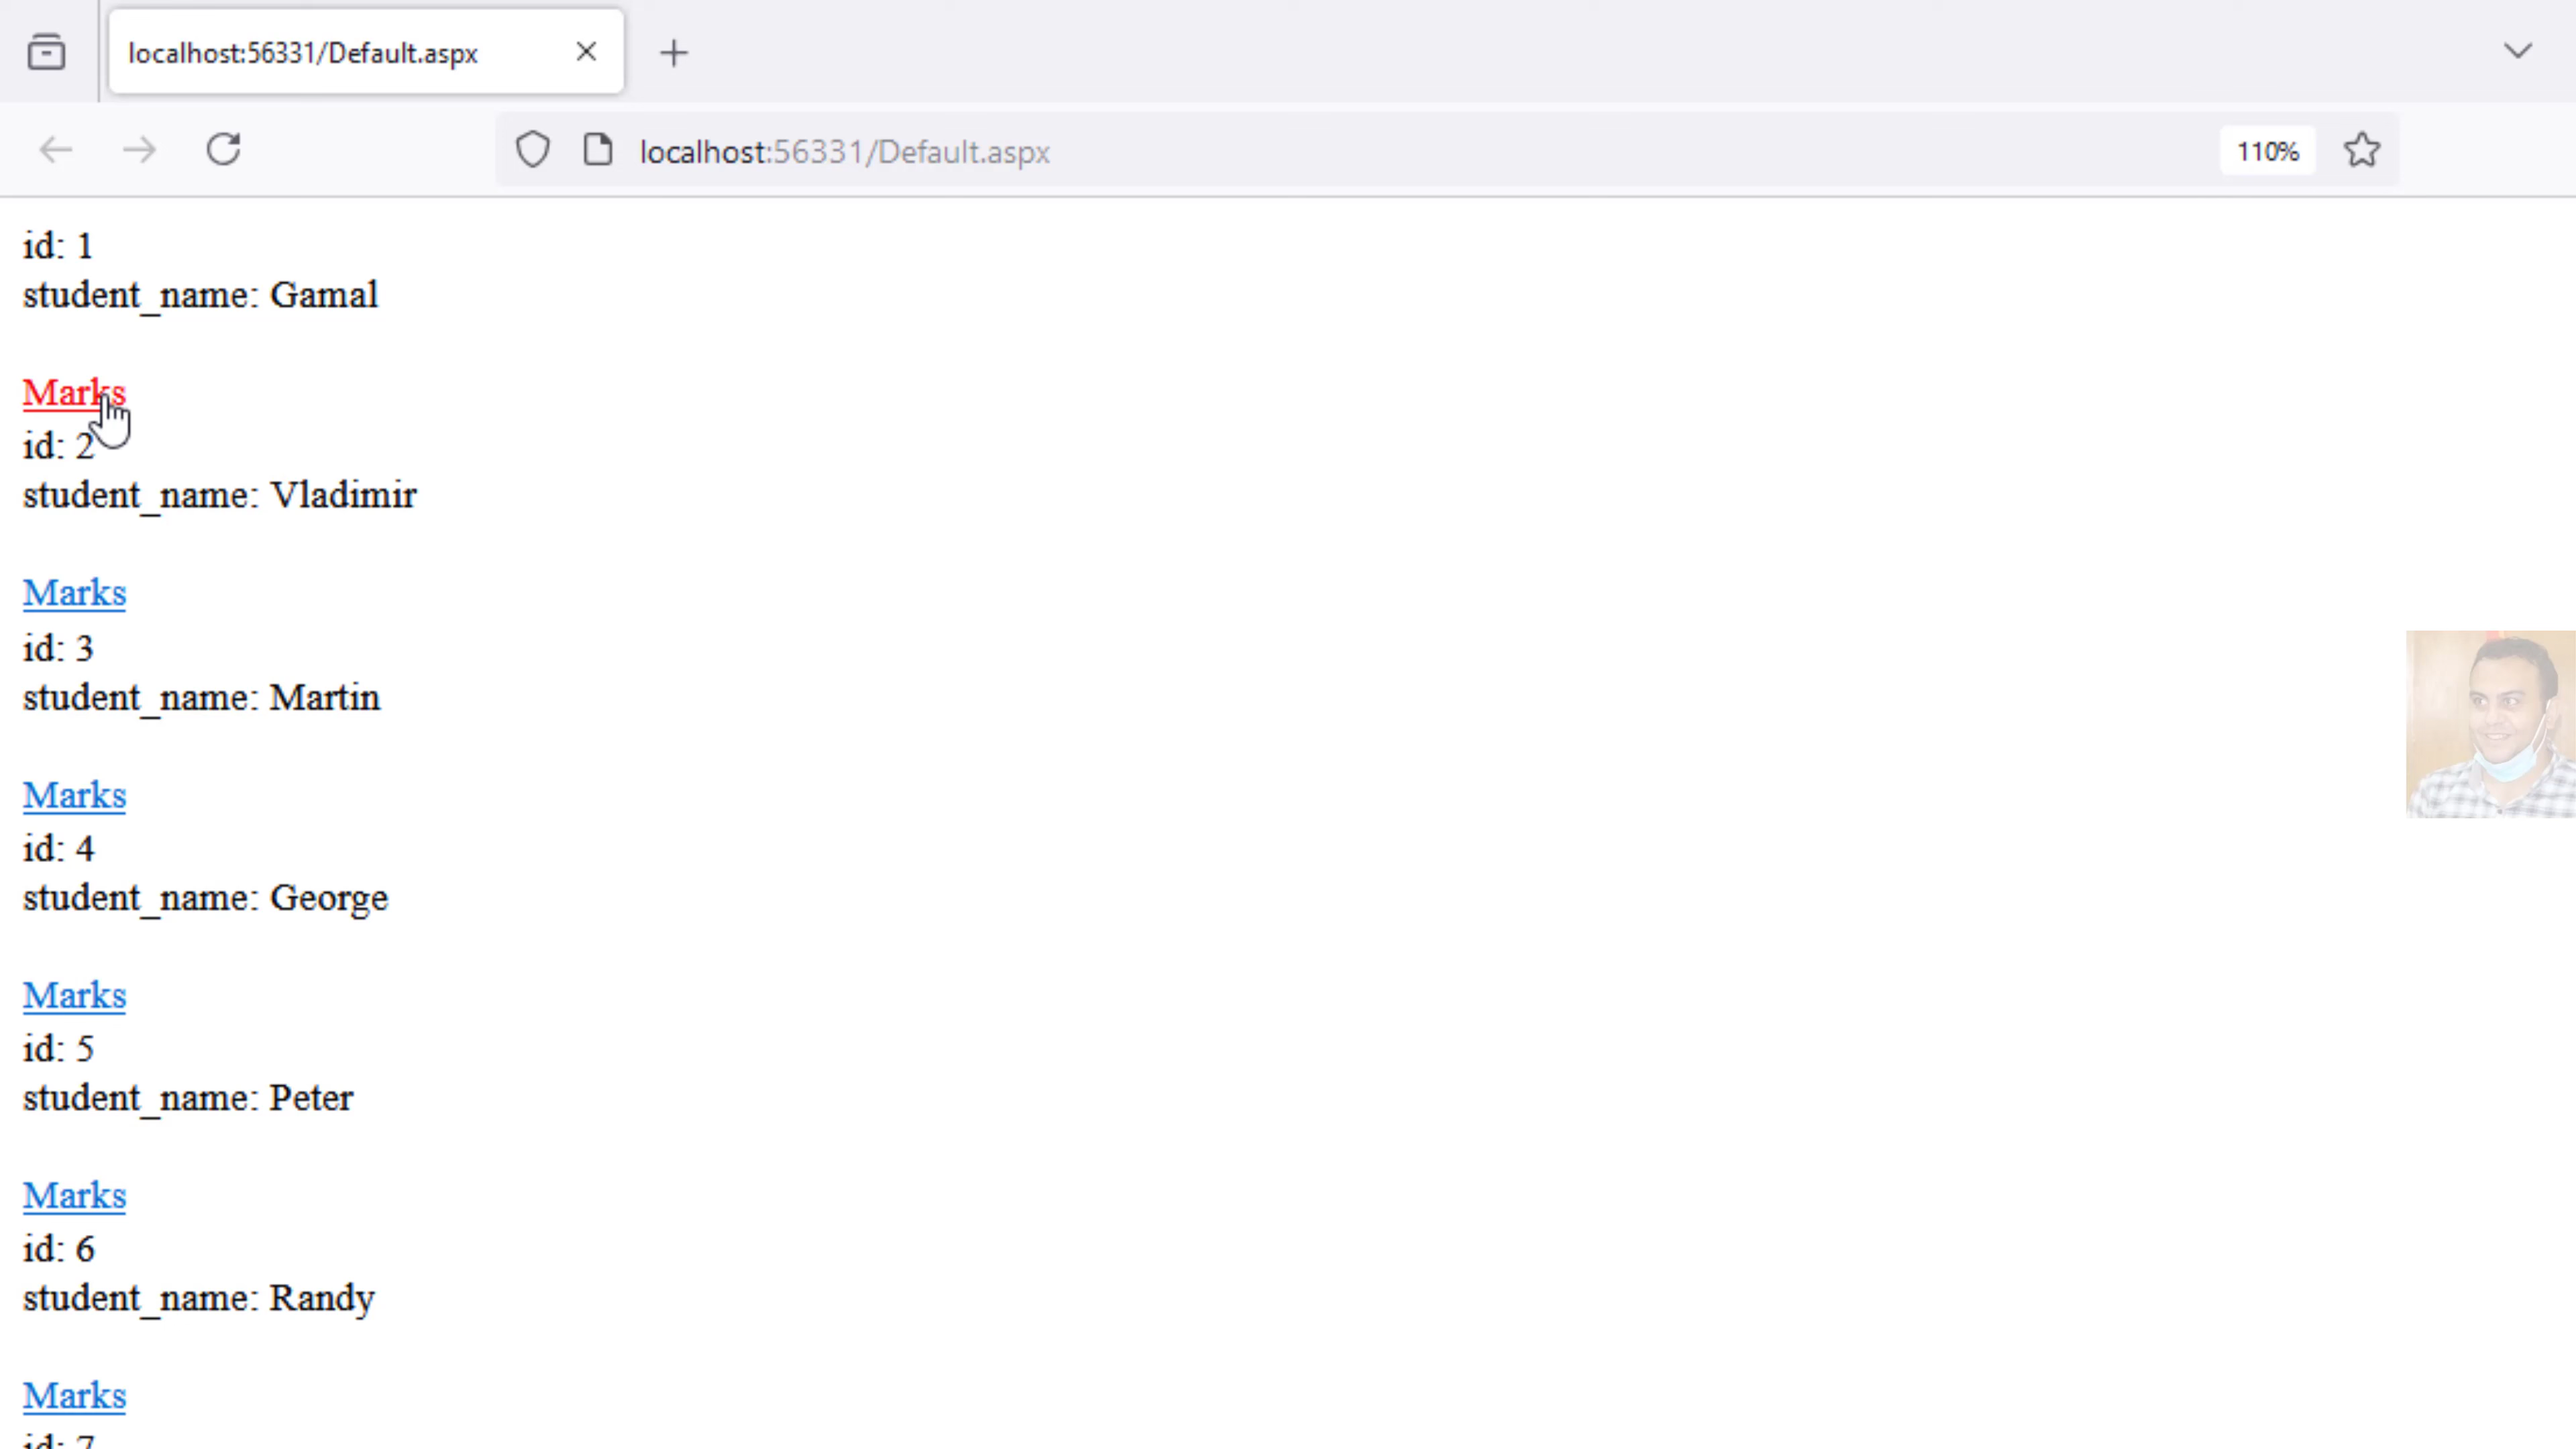 localhost:56331/Default.aspx
localhost:56331/Default.aspx
110%
id: 1
student_name: Gamal
Marks
id: 2
student_name: Vladimir
Marks
id: 3
student_name: Martin
Marks
id: 4
student_name: George
Marks
id: 5
student_name: Peter
Marks
id: 6
student_name: Randy
Marks
id: 7